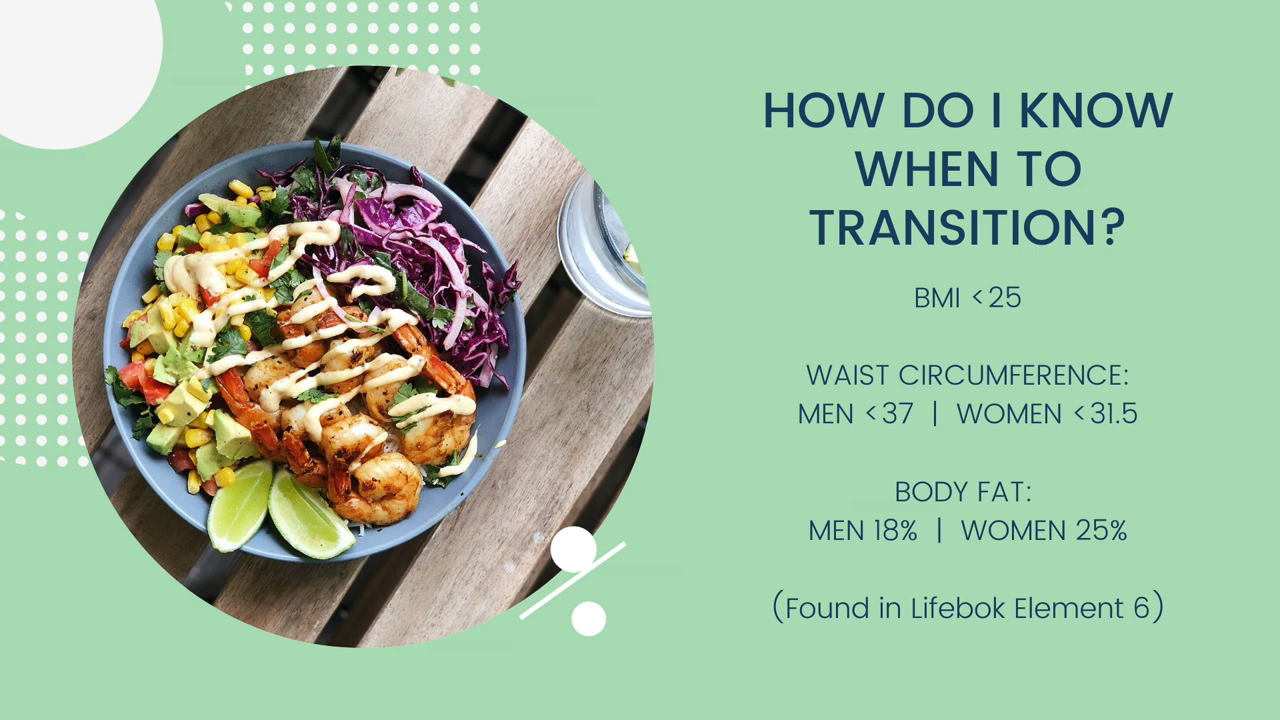 HOW DO I KNOW
WHEN TO
TRANSITION?
BMI <25
WAIST CIRCUMFERENCE:
MEN <37 | WOMEN <31.5
BODY FAT:
MEN 18% | WOMEN 25%
(Found in Lifebok Element 6)